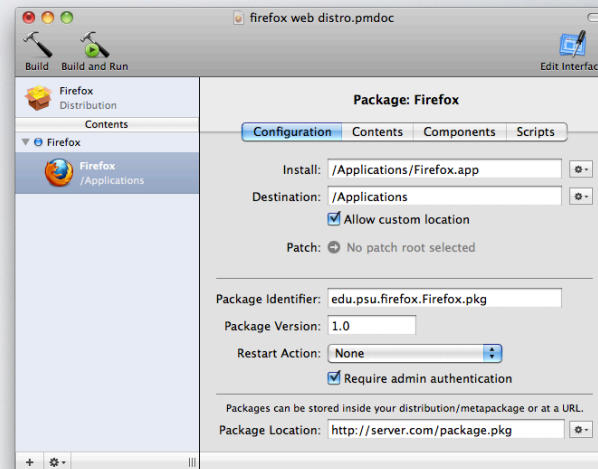 firefox web distro.pmdoc
Build
Build and Run
Edit Interfac
Firefox
Distribution
Contents
Firefox
Firefox
/Applications
Package: Firefox
Configuration Contents Components Scripts
Install: /Applications/Firefox.app
Destination: /Applications
Allow custom location
Patch: No patch root selected
Package Identifier: edu.psu.firefox.Firefox.pkg
Package Version: 1.0
Restart Action: None
Require admin authentication
Packages can be stored inside your distribution/metapackage or at a URL.
Package Location: http://server.com/package.pkg